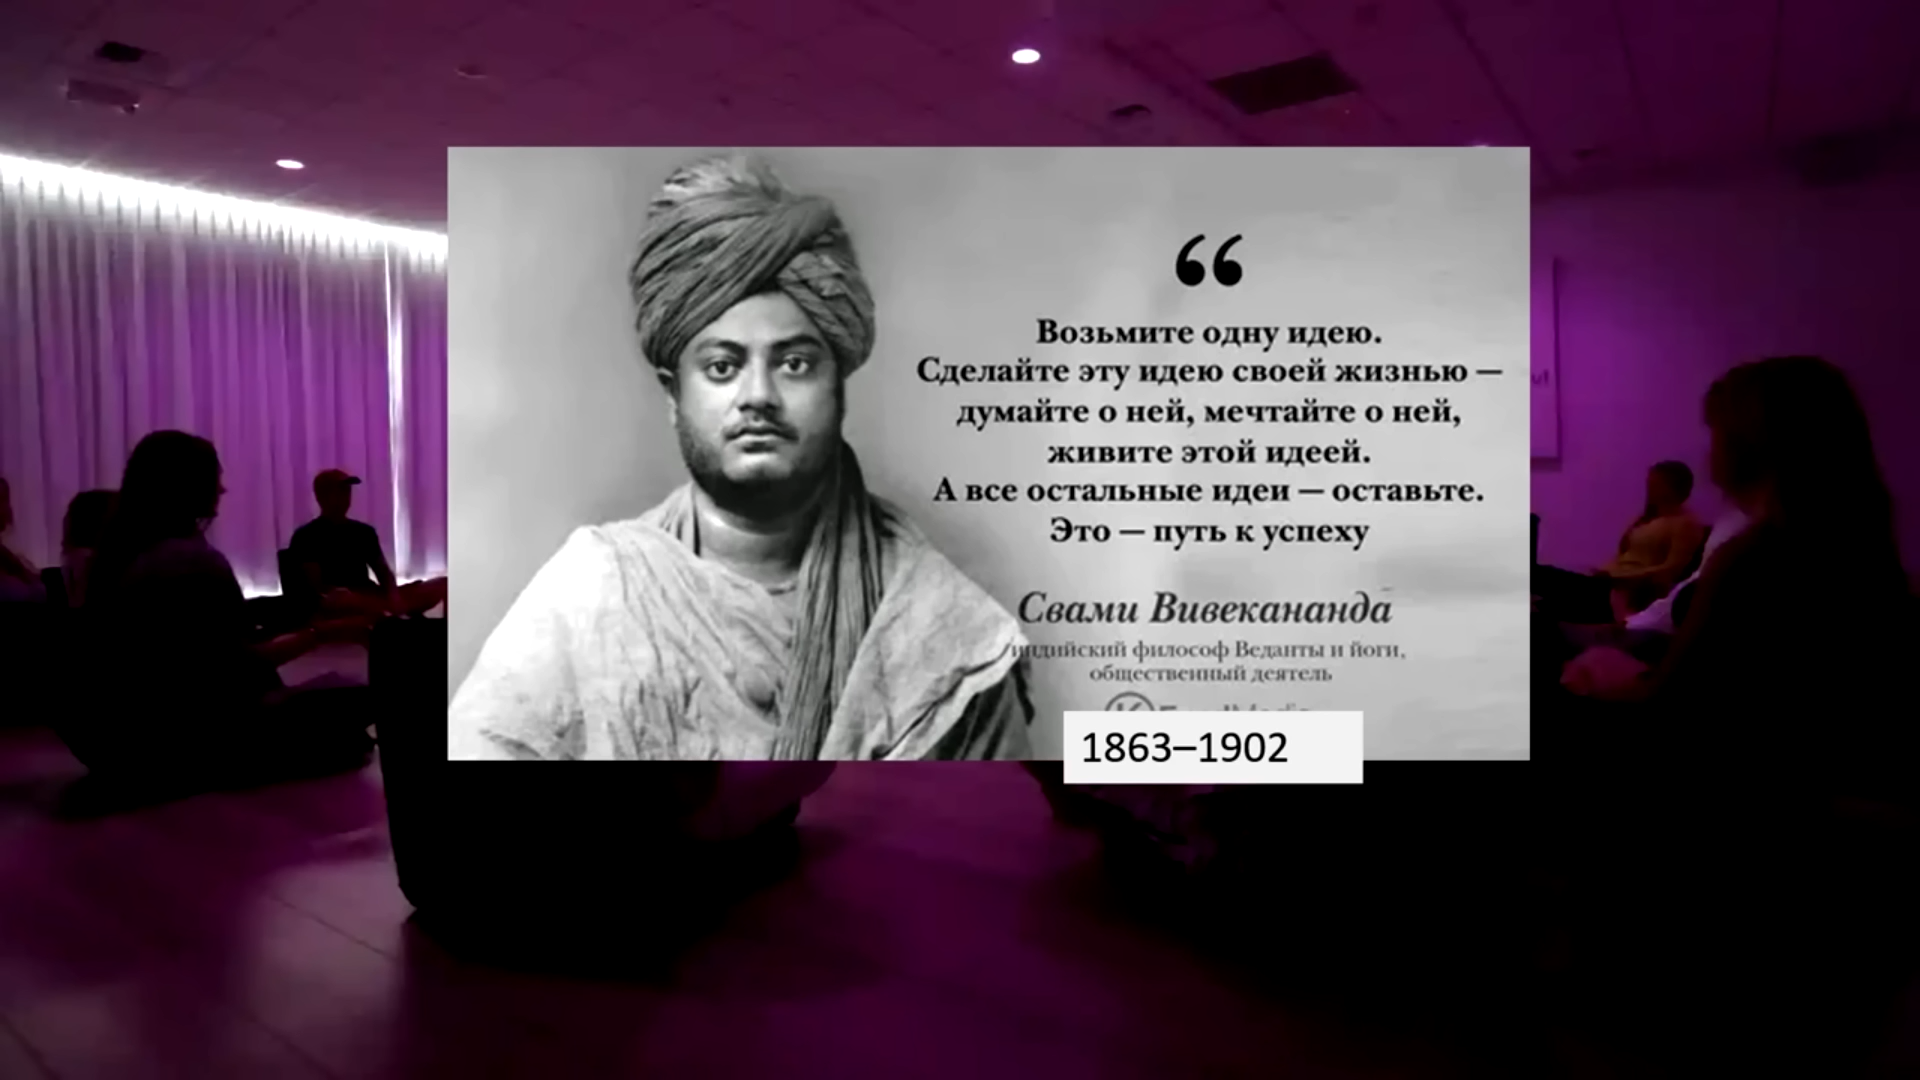 “
Возьмите одну идею.
Сделайте эту идею своей жизнью —
думайте о ней, мечтайте о ней,
живите этой идеей.
А все остальные идеи — оставьте.
Это — путь к успеху
Свами Вивекананда
индийский философ Веданты и йоги,
общественный деятель
1863–1902